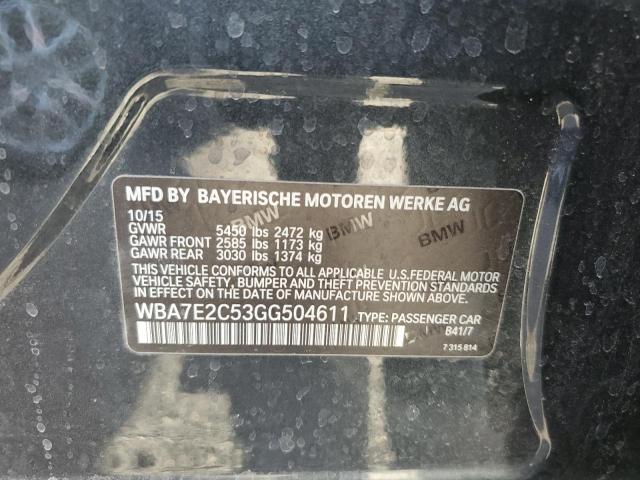 MFD BY BAYERISCHE MOTOREN WERKE AG
10/15
GVWR 5450 lbs 2472 kg
GAWR FRONT 2585 lbs 1173 kg
GAWR REAR 3030 lbs 1374 kg
THIS VEHICLE CONFORMS TO ALL APPLICABLE U.S.FEDERAL MOTOR
VEHICLE SAFETY, BUMPER AND THEFT PREVENTION STANDARDS
IN EFFECT ON THE DATE OF MANUFACTURE SHOWN ABOVE.
WBA7E2C53GG504611 TYPE: PASSENGER CAR
B41/7
7 315 814
BMW
BMW
BMW